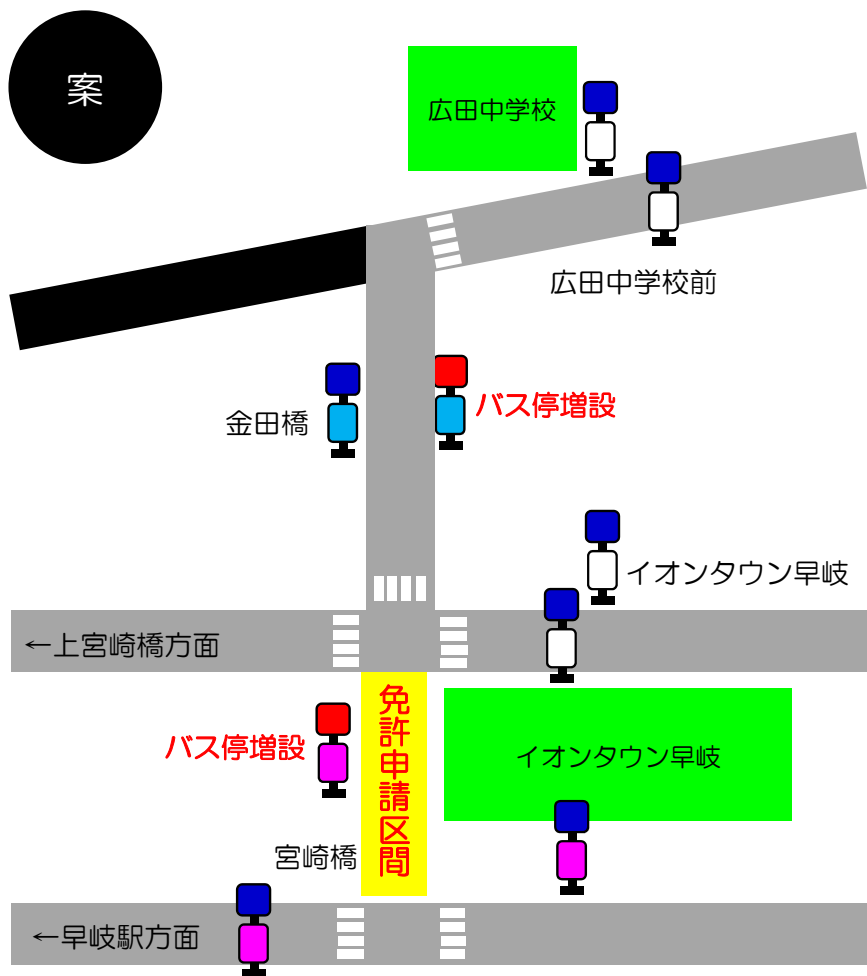 案
広田中学校
広田中学校前
金田橋
バス停増設
イオンタウン早岐
←上宮崎橋方面
免許申請区間
バス停増設
イオンタウン早岐
宮崎橋
←早岐駅方面